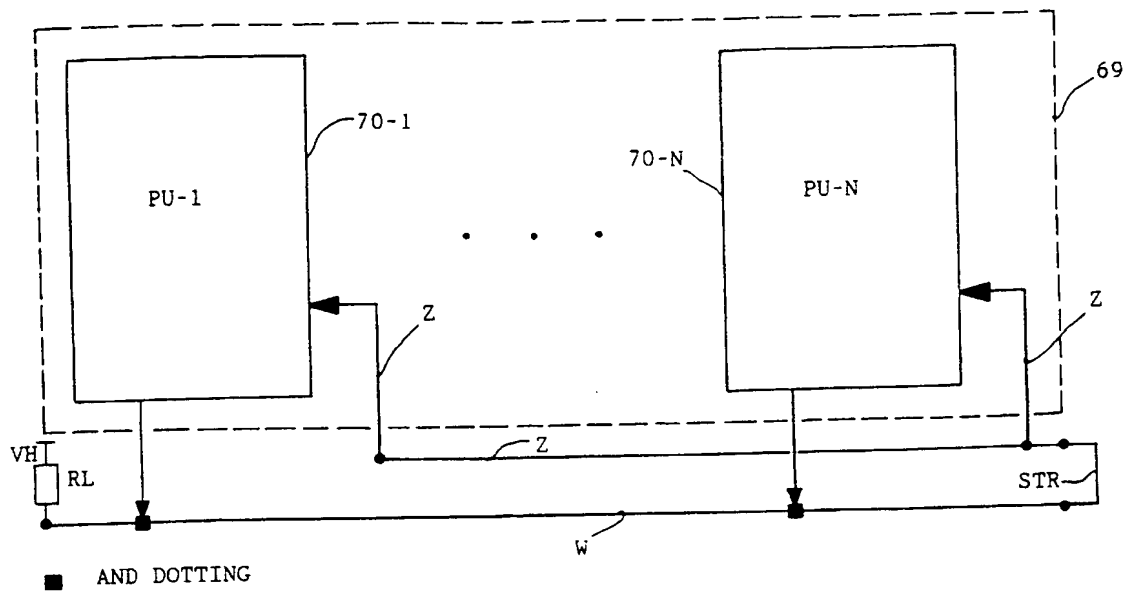 69
70-1
70-N
PU-1
PU-N
Z
Z
VH
RL
Z
STR
W
AND DOTTING